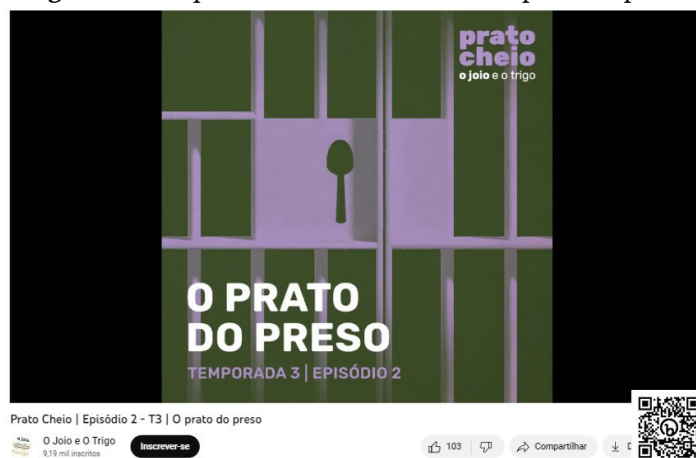 prato
cheio
o joio e o trigo
O PRATO
DO PRESO
TEMPORADA 3 | EPISÓDIO 2
Prato Cheio | Episódio 2 - T3 | O prato do preso
O Joio e O Trigo
9,19 mil inscritos
Inscrever-se
103
Compartilhar